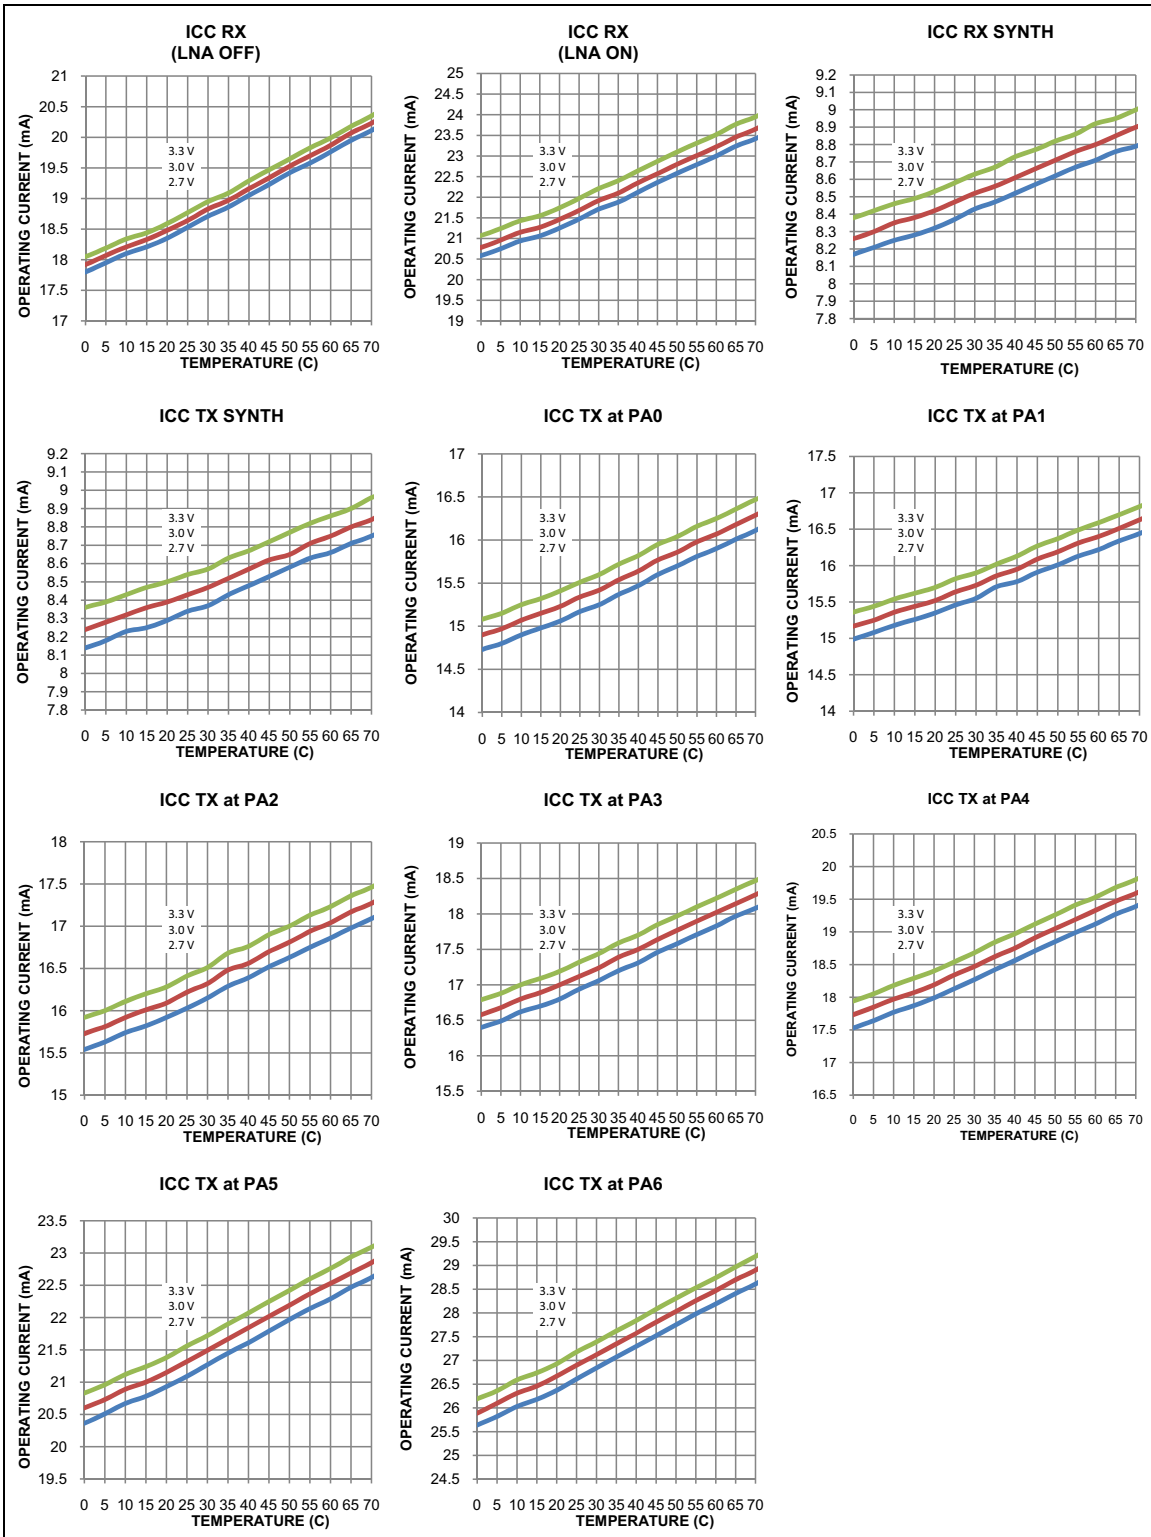 ICC RX
(LNA OFF)
OPERATING CURRENT (mA)
21
20.5
20
19.5
19
18.5
18
17.5
17
3.3 V
3.0 V
2.7 V
0 5 10 15 20 25 30 35 40 45 50 55 60 65 70
TEMPERATURE (C)
ICC RX
(LNA ON)
OPERATING CURRENT (mA)
25
24.5
24
23.5
23
22.5
22
21.5
21
20.5
20
19.5
19
3.3 V
3.0 V
2.7 V
0 5 10 15 20 25 30 35 40 45 50 55 60 65 70
TEMPERATURE (C)
ICC RX SYNTH
OPERATING CURRENT (mA)
9.2
9.1
9
8.9
8.8
8.7
8.6
8.5
8.4
8.3
8.2
8.1
8
7.9
7.8
3.3 V
3.0 V
2.7 V
0 5 10 15 20 25 30 35 40 45 50 55 60 65 70
TEMPERATURE (C)
ICC TX SYNTH
OPERATING CURRENT (mA)
9.2
9.1
9
8.9
8.8
8.7
8.6
8.5
8.4
8.3
8.2
8.1
8
7.9
7.8
3.3 V
3.0 V
2.7 V
0 5 10 15 20 25 30 35 40 45 50 55 60 65 70
TEMPERATURE (C)
ICC TX at PA0
OPERATING CURRENT (mA)
17
16.5
16
15.5
15
14.5
14
3.3 V
3.0 V
2.7 V
0 5 10 15 20 25 30 35 40 45 50 55 60 65 70
TEMPERATURE (C)
ICC TX at PA1
OPERATING CURRENT (mA)
17.5
17
16.5
16
15.5
15
14.5
14
3.3 V
3.0 V
2.7 V
0 5 10 15 20 25 30 35 40 45 50 55 60 65 70
TEMPERATURE (C)
ICC TX at PA2
OPERATING CURRENT (mA)
18
17.5
17
16.5
16
15.5
15
3.3 V
3.0 V
2.7 V
0 5 10 15 20 25 30 35 40 45 50 55 60 65 70
TEMPERATURE (C)
ICC TX at PA3
OPERATING CURRENT (mA)
19
18.5
18
17.5
17
16.5
16
15.5
3.3 V
3.0 V
2.7 V
0 5 10 15 20 25 30 35 40 45 50 55 60 65 70
TEMPERATURE (C)
ICC TX at PA4
OPERATING CURRENT (mA)
20.5
20
19.5
19
18.5
18
17.5
17
16.5
3.3 V
3.0 V
2.7 V
0 5 10 15 20 25 30 35 40 45 50 55 60 65 70
TEMPERATURE (C)
ICC TX at PA5
OPERATING CURRENT (mA)
23.5
23
22.5
22
21.5
21
20.5
20
19.5
3.3 V
3.0 V
2.7 V
0 5 10 15 20 25 30 35 40 45 50 55 60 65 70
TEMPERATURE (C)
ICC TX at PA6
OPERATING CURRENT (mA)
30
29.5
29
28.5
28
27.5
27
26.5
26
25.5
25
24.5
3.3 V
3.0 V
2.7 V
0 5 10 15 20 25 30 35 40 45 50 55 60 65 70
TEMPERATURE (C)